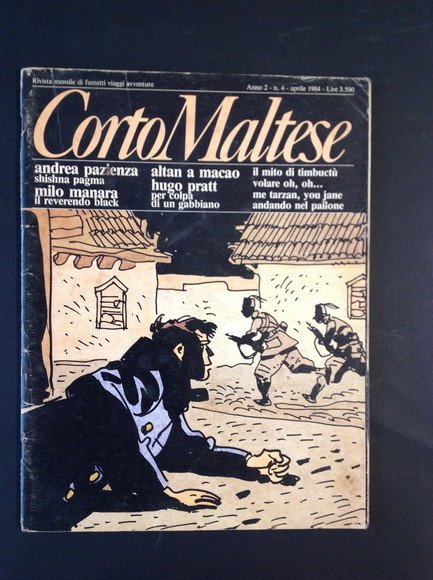 Rivista mensile di fumetti viaggi avventure
Anno 2 - n. 4 - aprile 1984 - Lire 3.500
Corto Maltese
andrea pazienza
shishna pagma
milo manara
il reverendo black
altan a macao
hugo pratt
per colpa
di un gabbiano
il mito di timbuctù
volare oh, oh...
me tarzan, you jane
andando nel pallone